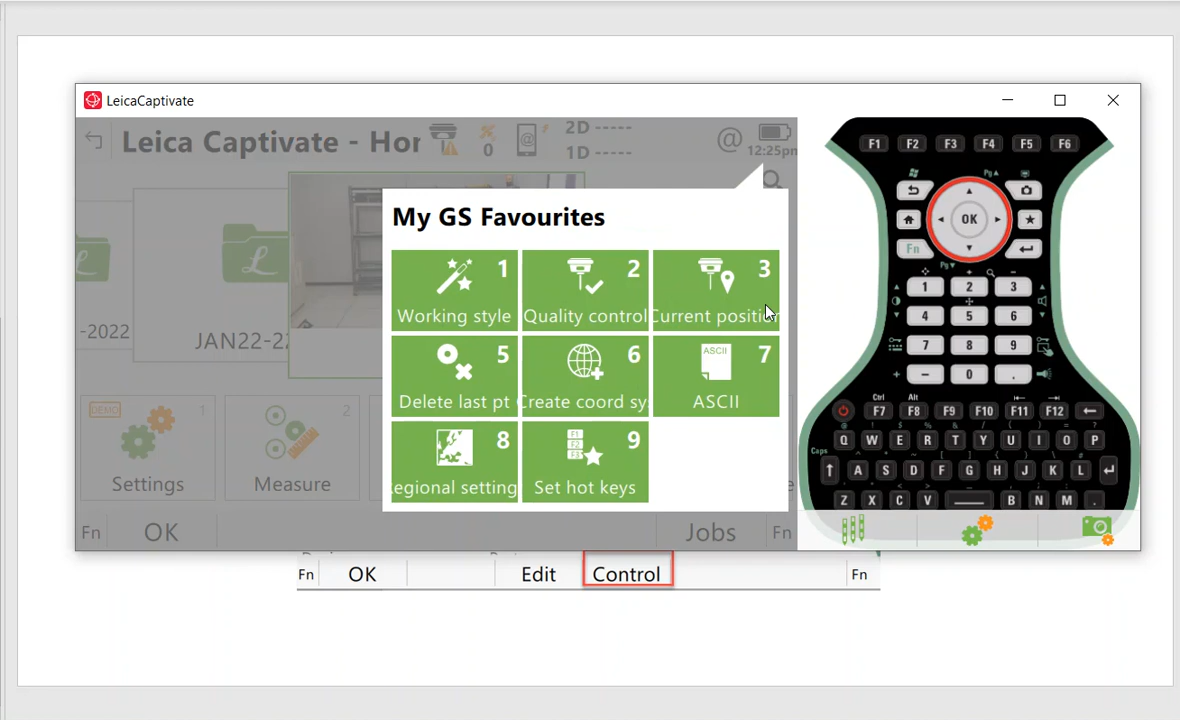 LeicaCaptivate
Leica Captivate - Hor
0
2D -----
1D -----
@
12:25pm
My GS Favourites
1
Working style
2
Quality control
3
Current position
5
Delete last pt
6
Create coord sy
ASCII
7
ASCII
8
egional setting
9
Set hot keys
-2022
JAN22-2
DEMO
1
Settings
2
Measure
Fn
OK
Jobs
Fn
F1 F2 F3 F4 F5 F6
Pg
OK
Fn
Pg
1 2 3
4 5 6
7 8 9
- 0 .
Ctrl Alt
F7 F8 F9 F10 F11 F12
Q W E R T Y U I O P
Caps
A S D F G H J K L
Z X C V B N M .
Fn OK Edit Control Fn